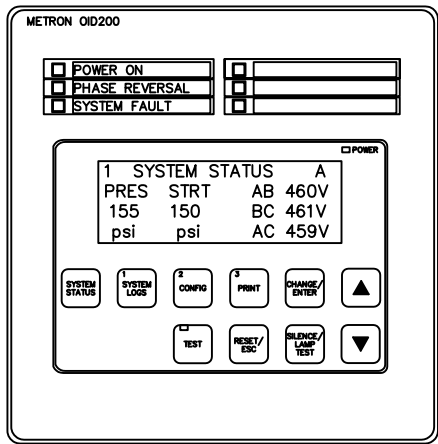 METRON OID200
POWER ON
PHASE REVERSAL
SYSTEM FAULT
POWER
1 SYSTEM STATUS A
PRES STRT AB 460V
155 150 BC 461V
psi psi AC 459V
SYSTEM STATUS
1 SYSTEM LOGS
2 CONFIG
3 PRINT
CHANGE/ENTER
TEST
RESET/ESC
SILENCE/LAMP TEST